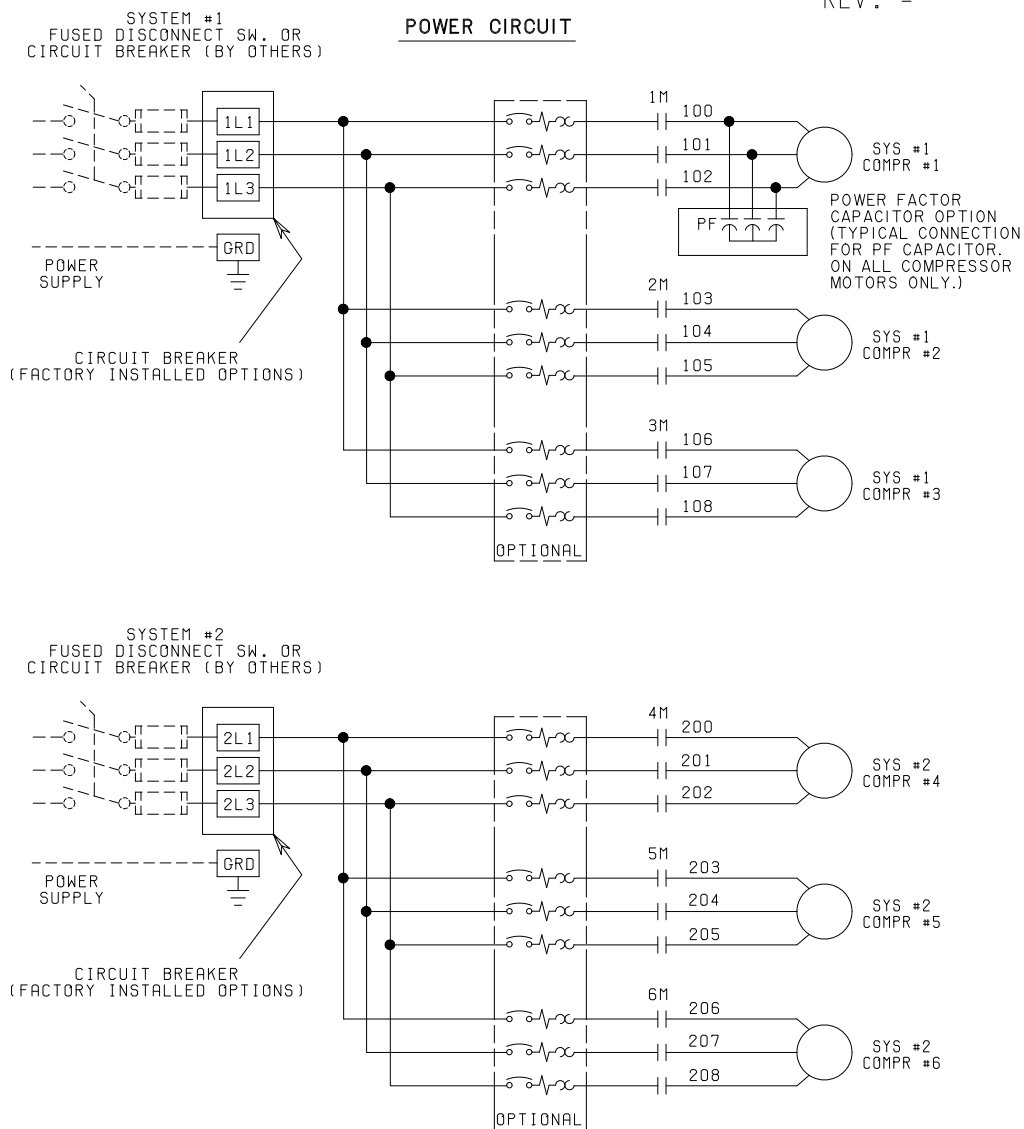 REV. -
POWER CIRCUIT
SYSTEM #1
FUSED DISCONNECT SW. OR
CIRCUIT BREAKER (BY OTHERS)
1L1
1L2
1L3
GRD
POWER
SUPPLY
CIRCUIT BREAKER
(FACTORY INSTALLED OPTIONS)
1M
100
101
102
SYS #1
COMPR #1
PF
POWER FACTOR
CAPACITOR OPTION
(TYPICAL CONNECTION
FOR PF CAPACITOR.
ON ALL COMPRESSOR
MOTORS ONLY.)
2M
103
104
105
SYS #1
COMPR #2
3M
106
107
108
SYS #1
COMPR #3
OPTIONAL
SYSTEM #2
FUSED DISCONNECT SW. OR
CIRCUIT BREAKER (BY OTHERS)
2L1
2L2
2L3
GRD
POWER
SUPPLY
CIRCUIT BREAKER
(FACTORY INSTALLED OPTIONS)
4M
200
201
202
SYS #2
COMPR #4
5M
203
204
205
SYS #2
COMPR #5
6M
206
207
208
SYS #2
COMPR #6
OPTIONAL